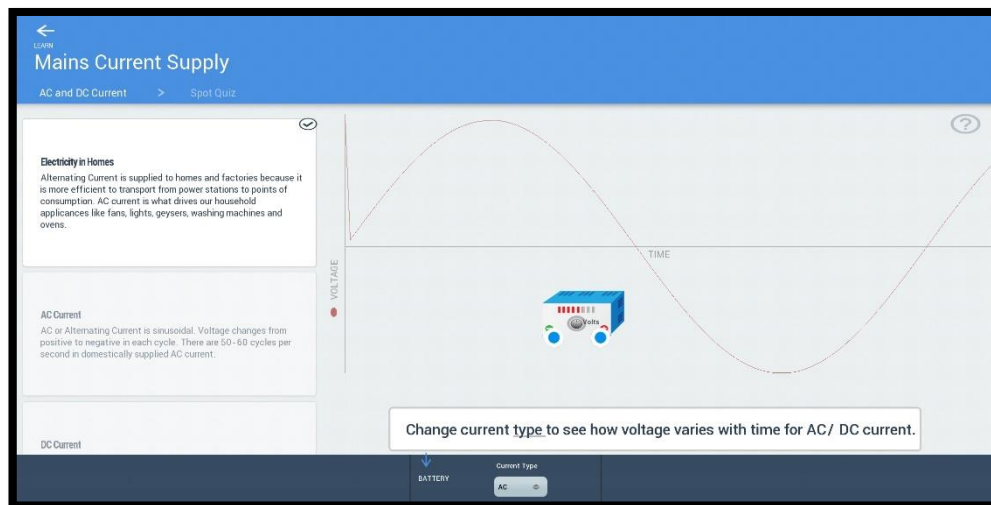 LEARN
Mains Current Supply
AC and DC Current > Spot Quiz
Electricity in Homes
Alternating Current is supplied to homes and factories because it
is more efficient to transport from power stations to points of
consumption. AC current is what drives our household
applicances like fans, lights, geysers, washing machines and
ovens.
AC Current
AC or Alternating Current is sinusoidal. Voltage changes from
positive to negative in each cycle. There are 50-60 cycles per
second in domestically supplied AC current.
DC Current
VOLTAGE
TIME
Volts
?
Change current type to see how voltage varies with time for AC/ DC current.
BATTERY
Current Type
AC